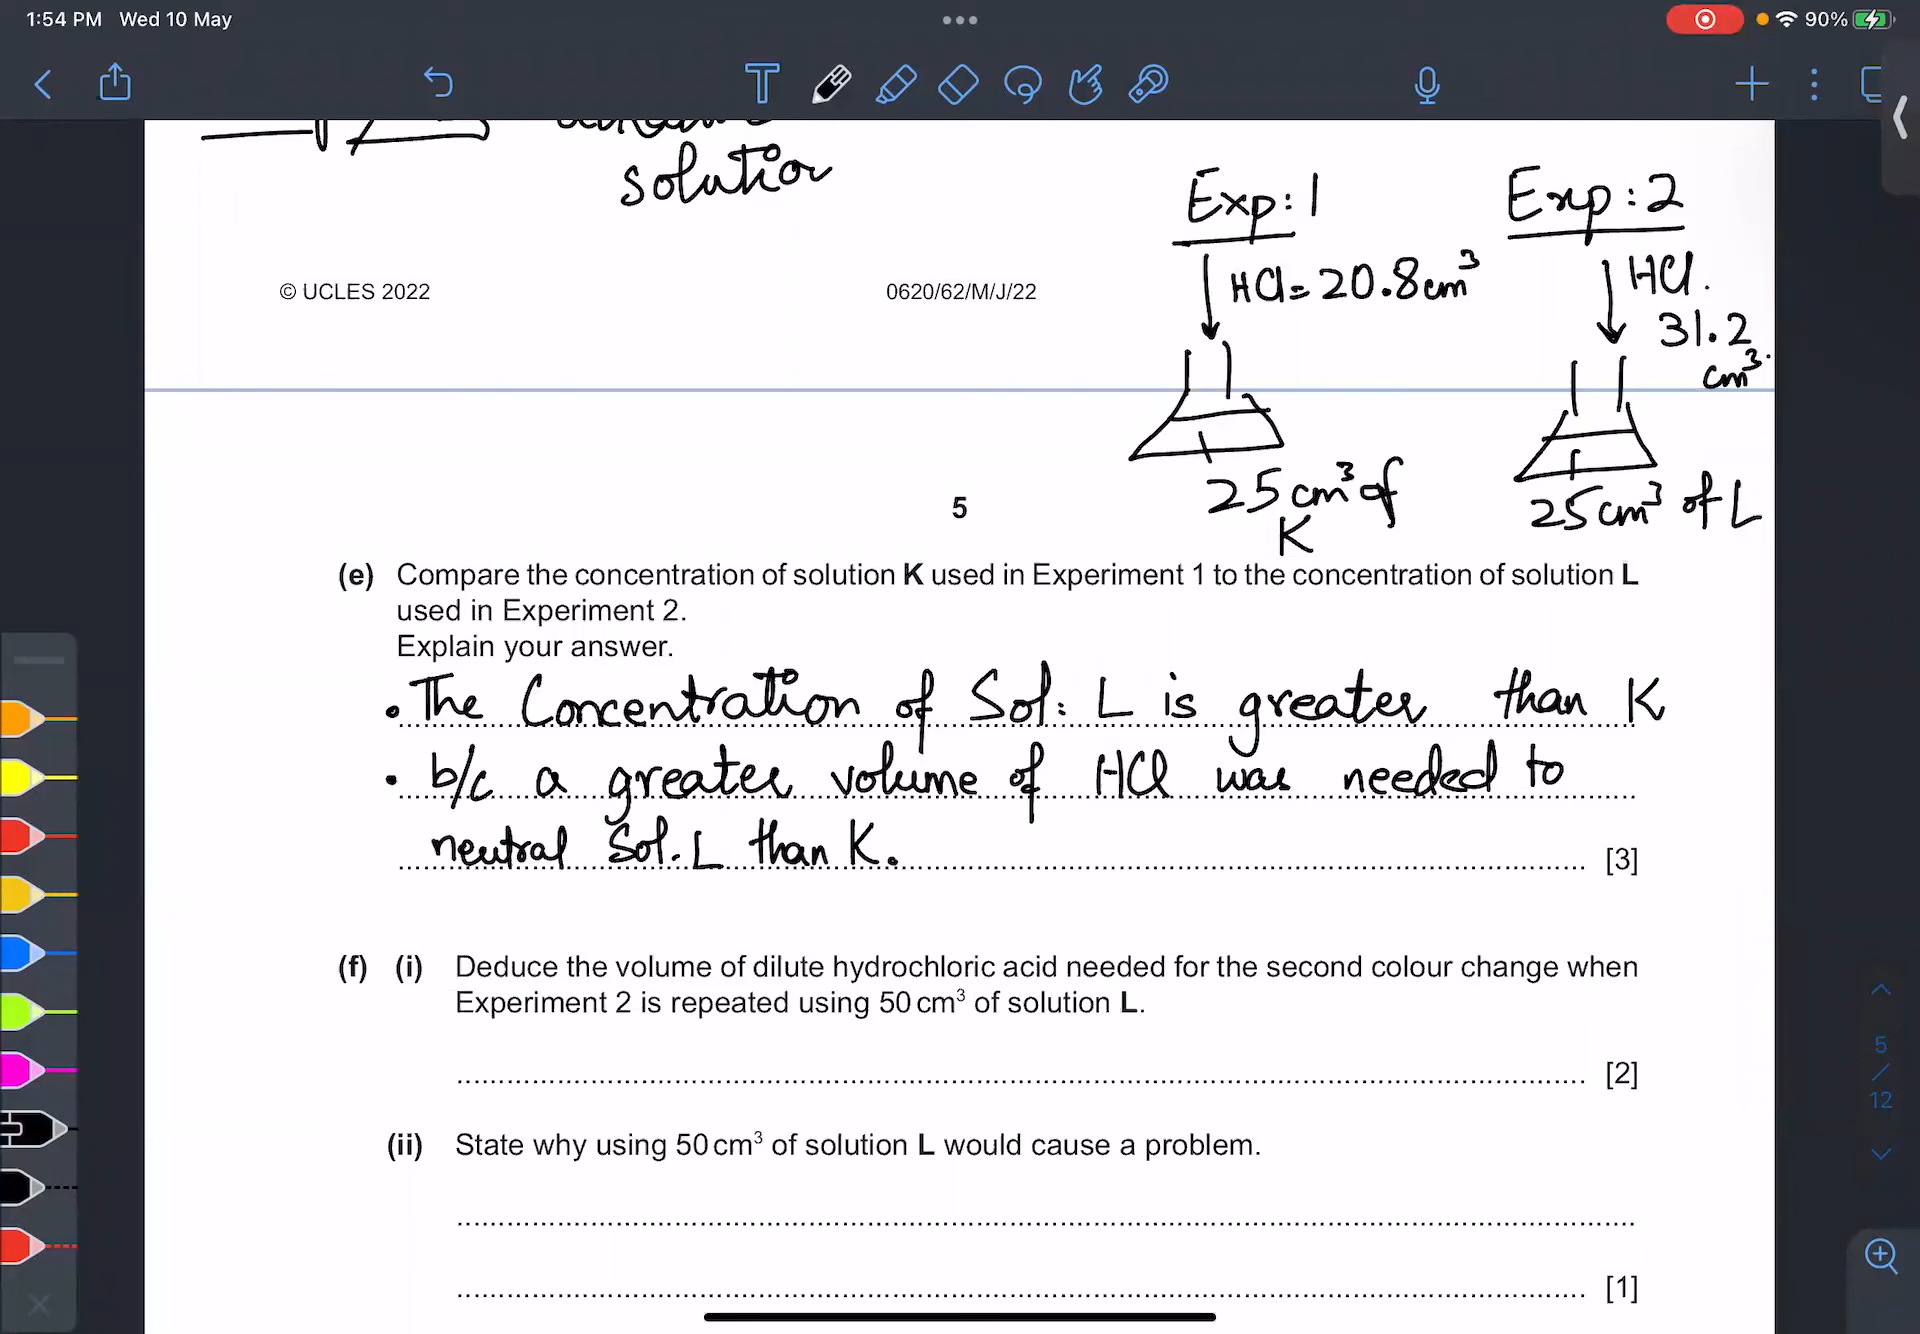 1:54 PM Wed 10 May
90%
solution
Exp: 1
Exp: 2
HCl = 20.8 cm³
HCl.
31.2
cm³.
© UCLES 2022
0620/62/M/J/22
25 cm³ of
K
25 cm³ of L
5
(e) Compare the concentration of solution K used in Experiment 1 to the concentration of solution L
used in Experiment 2.
Explain your answer.
• The Concentration of Sol: L is greater than K
• b/c a greater volume of HCl was needed to
neutral Sol. L than K.
[3]
(f) (i) Deduce the volume of dilute hydrochloric acid needed for the second colour change when
Experiment 2 is repeated using 50 cm³ of solution L.
[2]
(ii) State why using 50 cm³ of solution L would cause a problem.
[1]
5
/
12